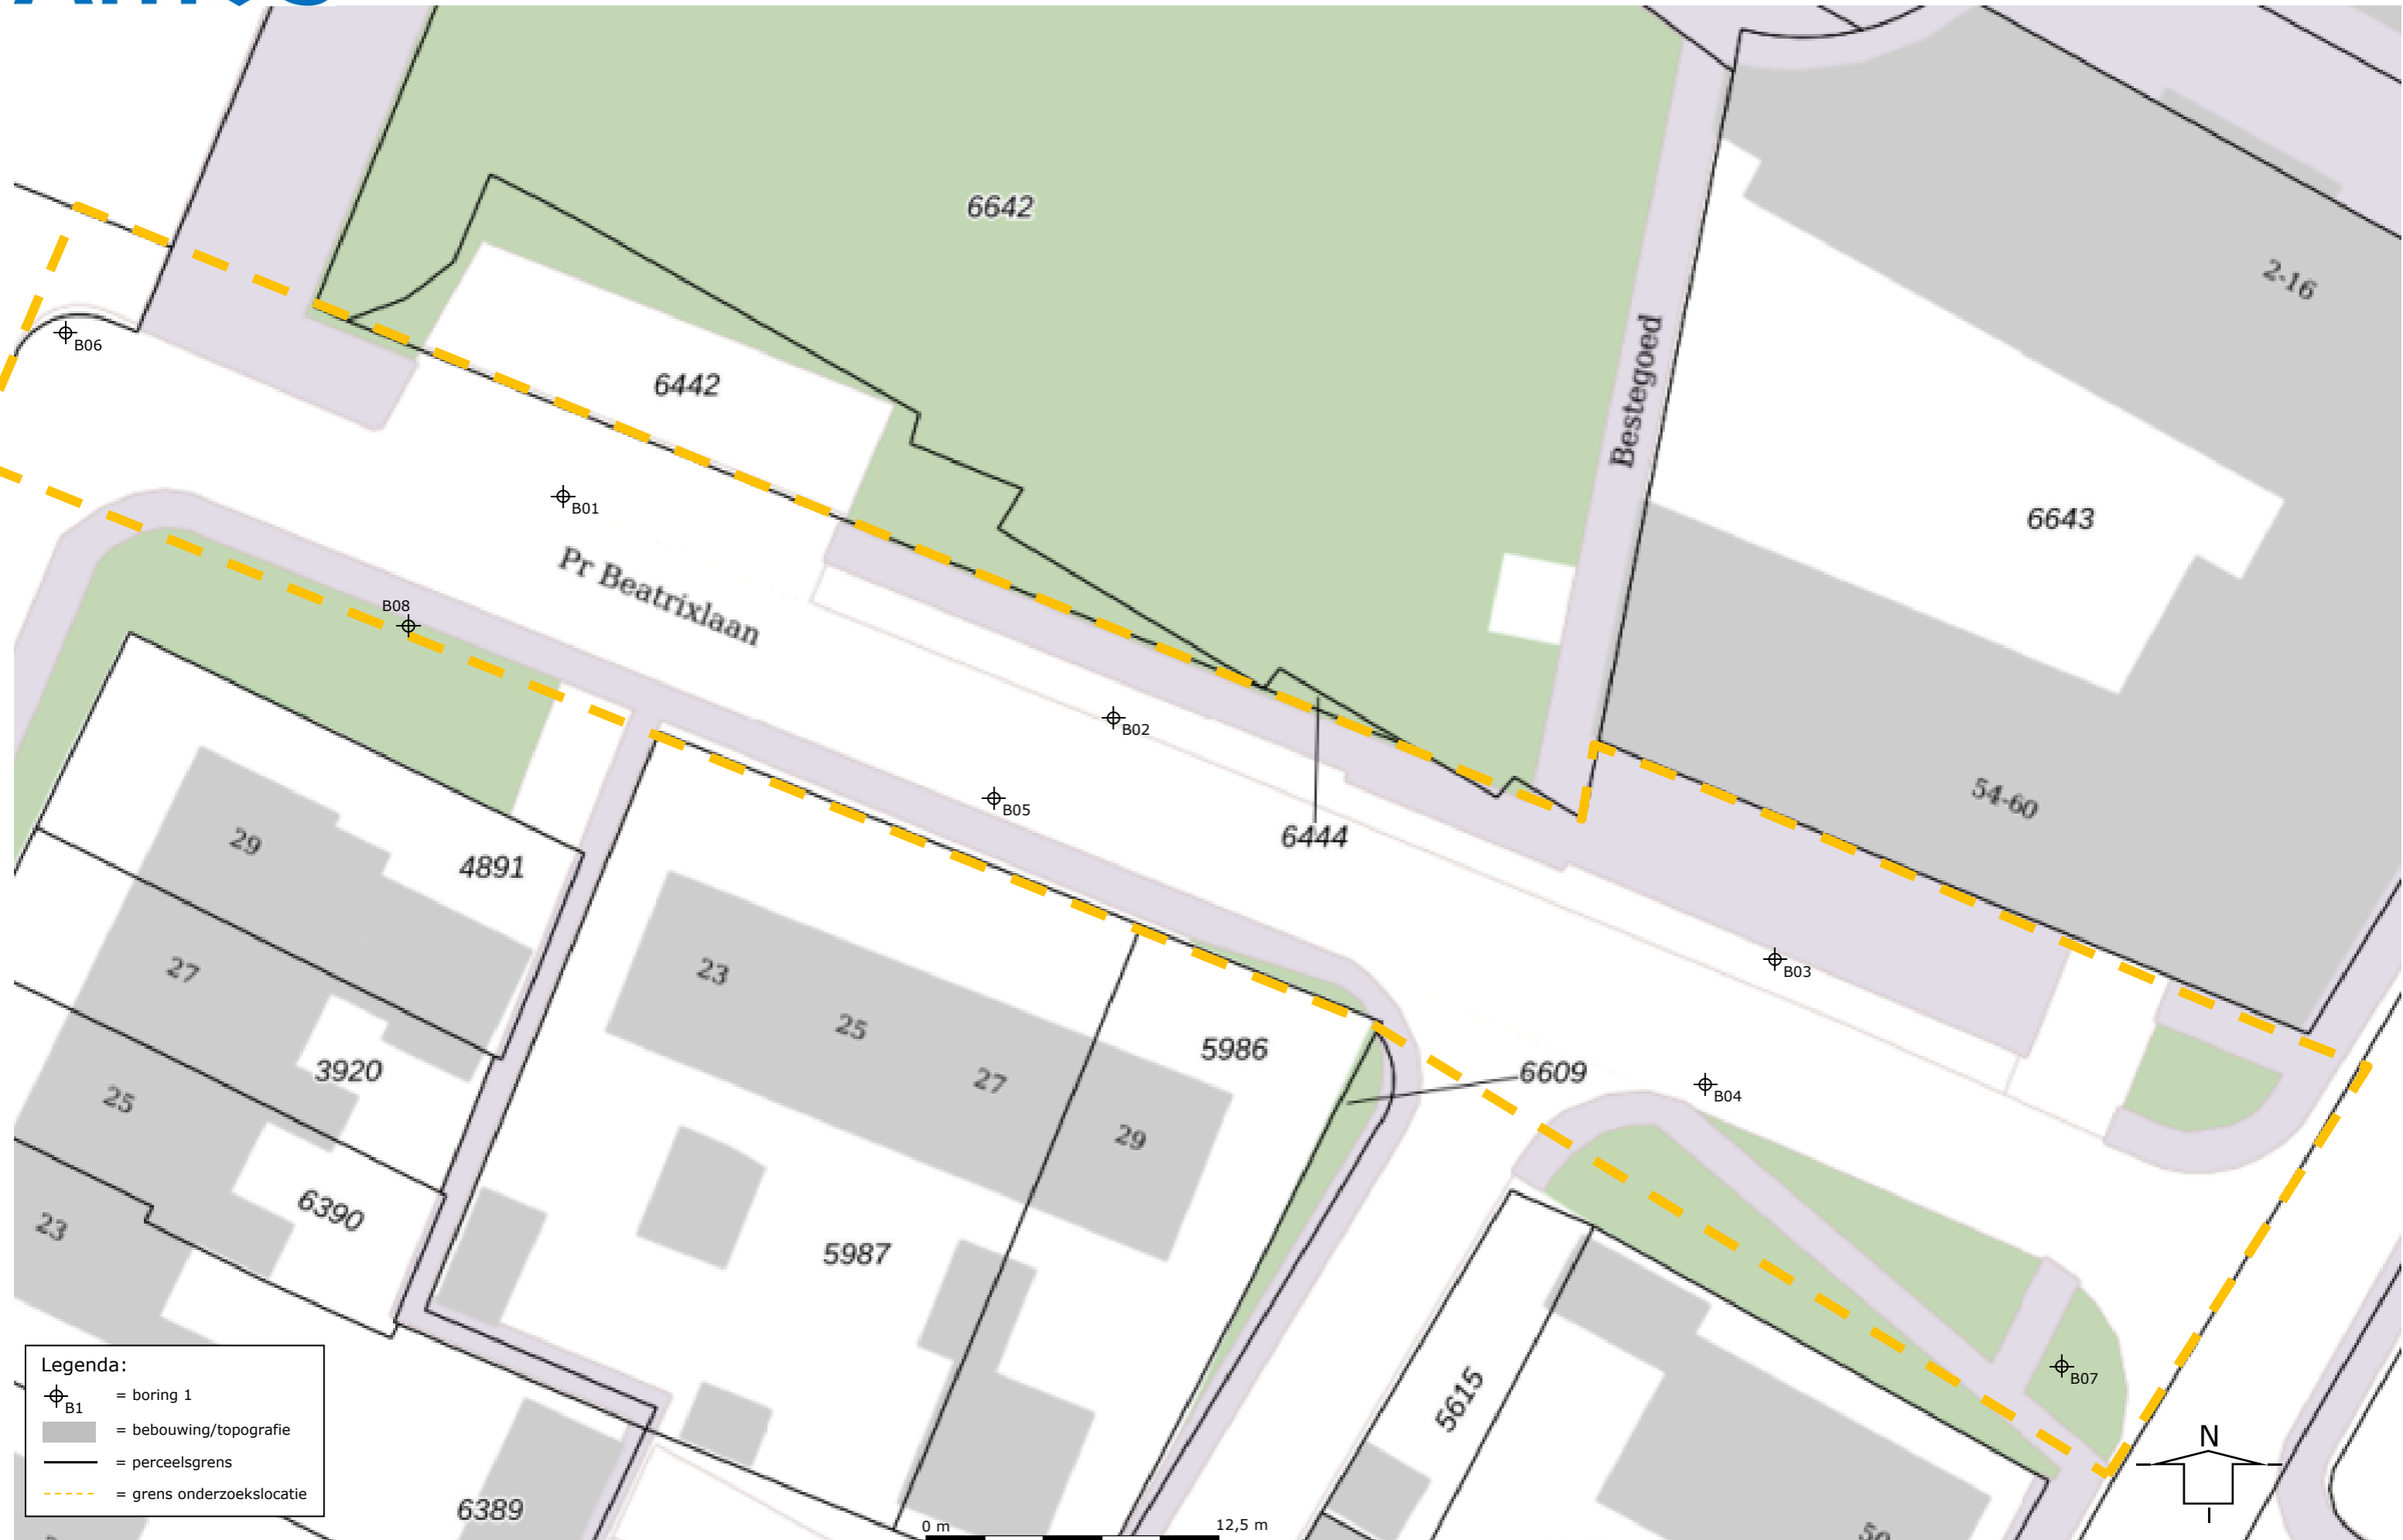 6642
2-16
Bestegoed
6442
6643
B06
B01
Pr Beatrixlaan
B08
B02
B05
54-60
6444
29
4891
B03
27
23
25
5986
6609
3920
27
B04
25
29
6390
23
5987
B07
5615
6389
50
Legenda:
B1 = boring 1
= bebouwing/topografie
= perceelsgrens
= grens onderzoekslocatie
0 m 12,5 m
N